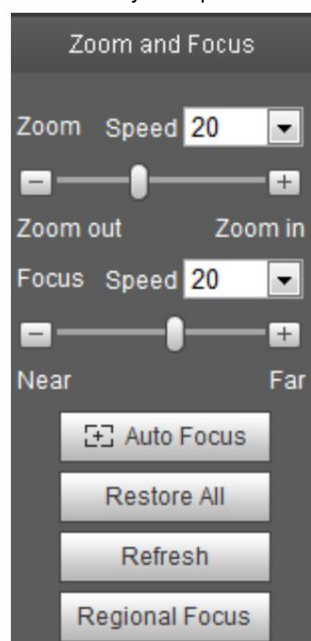 Zoom and Focus
Zoom Speed 20
Zoom out Zoom in
Focus Speed 20
Near Far
Auto Focus
Restore All
Refresh
Regional Focus